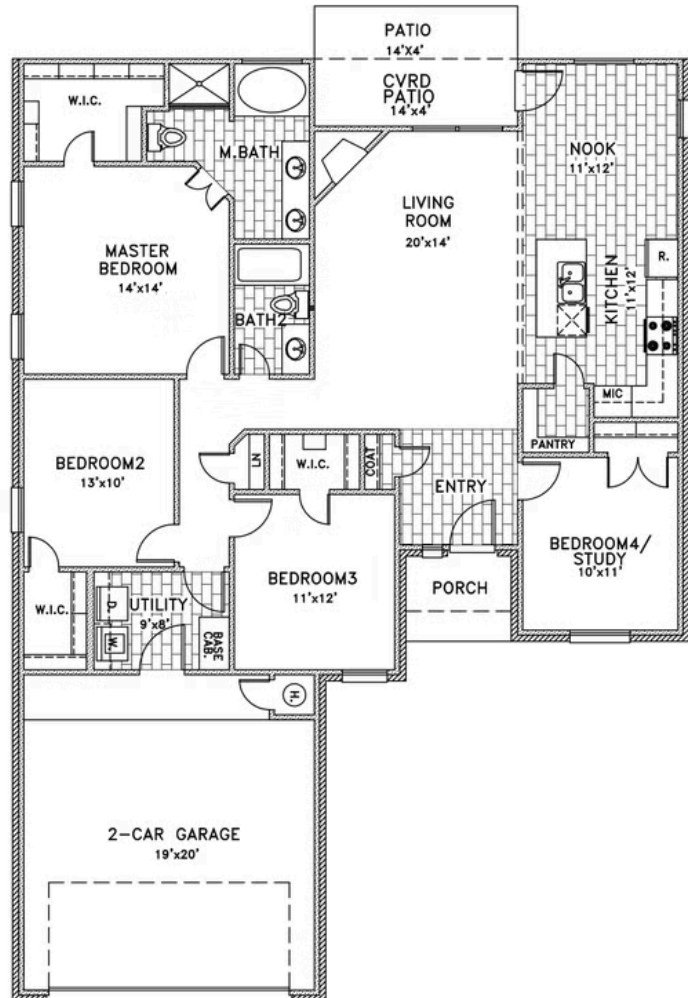 PATIO
14'X4'
CVRD
PATIO
14'x4'
W.I.C.
M.BATH
NOOK
11'x12'
LIVING
ROOM
20'x14'
MASTER
BEDROOM
14'x14'
R.
KITCHEN
11'x12'
BATH2
MIC
PANTRY
BEDROOM2
13'x10'
LN
W.I.C.
COAT
ENTRY
BEDROOM4/
STUDY
10'x11'
BEDROOM3
11'x12'
PORCH
W.I.C.
D.
UTILITY
9'x8'
W.
BASE
CAB.
H.
2-CAR GARAGE
19'x20'